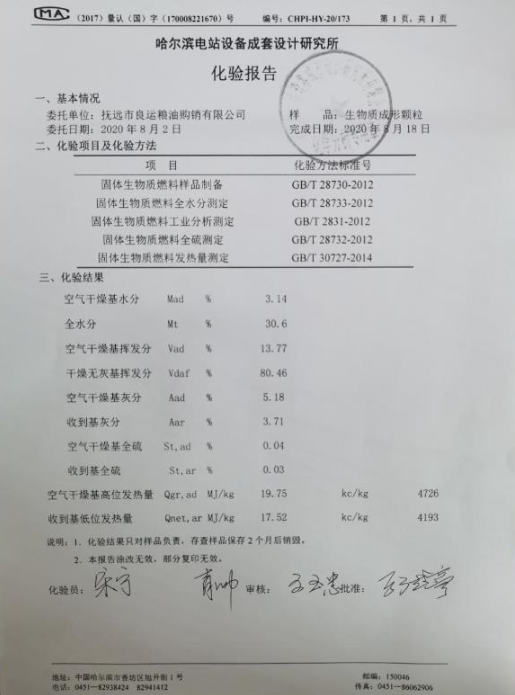 MA (2017)量认(国)字(170008221670)号 编号:CHPI-HY-20/173 第 1 页,共 1 页
哈尔滨电站设备成套设计研究所
化验报告
一、基本情况
委托单位:抚远市良运粮油购销有限公司 样 品:生物质成形颗粒
委托日期:2020 年 8 月 2 日 完成日期:2020 年 8 月 18 日
二、化验项目及化验方法
项 目 化验方法标准号
固体生物质燃料样品制备 GB/T 28730-2012
固体生物质燃料全水分测定 GB/T 28733-2012
固体生物质燃料工业分析测定 GB/T 2831-2012
固体生物质燃料全硫测定 GB/T 28732-2012
固体生物质燃料发热量测定 GB/T 30727-2014
三、化验结果
空气干燥基水分 Mad % 3.14
全水分 Mt % 30.6
空气干燥基挥发分 Vad % 13.77
干燥无灰基挥发分 Vdaf % 80.46
空气干燥基灰分 Aad % 5.18
收到基灰分 Aar % 3.71
空气干燥基全硫 St,ad % 0.04
收到基全硫 St,ar % 0.03
空气干燥基高位发热量 Qgr,ad MJ/kg 19.75 kc/kg 4726
收到基低位发热量 Qnet,ar MJ/kg 17.52 kc/kg 4193
说明:1.化验结果只对样品负责,存查样品保存 2 个月后销毁。
2.本报告涂改无效,部分复印无效。
化验员: 审核: 批准:
地址:中国哈尔滨市香坊区旭升街 1 号 邮编:150046
电话:0451—82938424 82941412 传真:0451—86062906